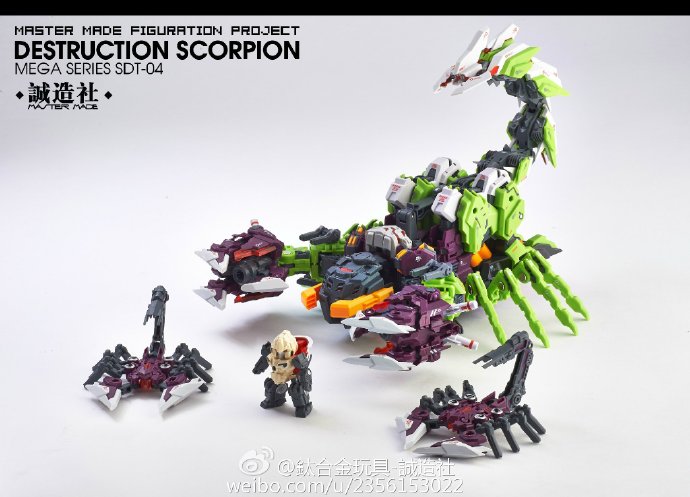 MASTER MADE FIGURATION PROJECT
DESTRUCTION SCORPION
MEGA SERIES SDT-04
誠造社
MASTER MADE
@鈦合金玩具-誠造社
weibo.com/u/2356153022